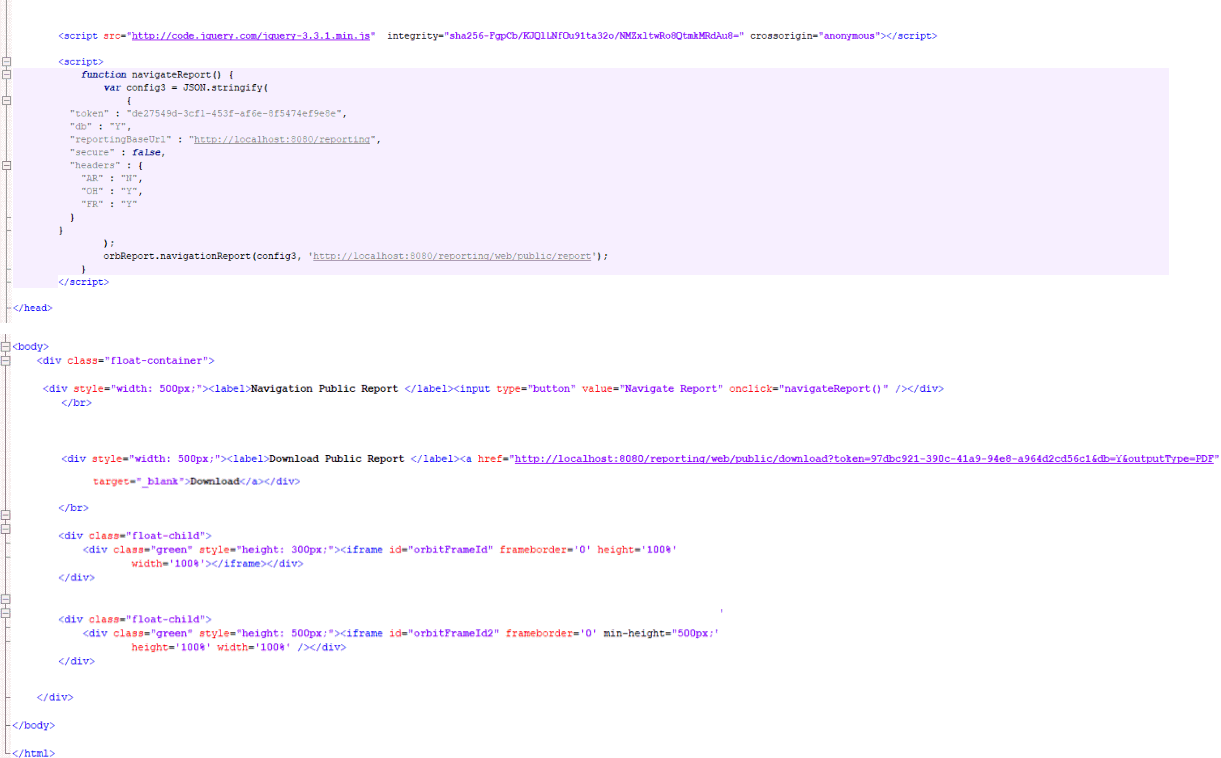 <script src="http://code.jquery.com/jquery-3.3.1.min.js" integrity="sha256-FgpCb/KJQlLNfOu91ta32o/NMZxltwRo8QtmkMRdAu8=" crossorigin="anonymous"></script>
<script>
function navigateReport() {
var config3 = JSON.stringify(
{
"token" : "de27549d-3cf1-453f-af6e-8f5474ef9e8e",
"db" : "Y",
"reportingBaseUrl" : "http://localhost:8080/reporting",
"secure" : false,
"headers" : {
"AR" : "N",
"OH" : "Y",
"FR" : "Y"
}
}
);
orbReport.navigationReport(config3, 'http://localhost:8080/reporting/web/public/report');
}
</script>
</head>
<body>
<div class="float-container">
<div style="width: 500px;"><label>Navigation Public Report </label><input type="button" value="Navigate Report" onclick="navigateReport()" /></div>
</br>
<div style="width: 500px;"><label>Download Public Report </label><a href="http://localhost:8080/reporting/web/public/download?token=97dbc921-390c-41a9-94e8-a964d2cd56c1&db=Y&outputType=PDF"
target="_blank">Download</a></div>
</br>
<div class="float-child">
<div class="green" style="height: 300px;"><iframe id="orbitFrameId" frameborder='0' height='100%'
width='100%'></iframe></div>
</div>
<div class="float-child">
<div class="green" style="height: 500px;"><iframe id="orbitFrameId2" frameborder='0' min-height="500px;'
height='100%' width='100%' /></div>
</div>
</div>
</body>
</html>